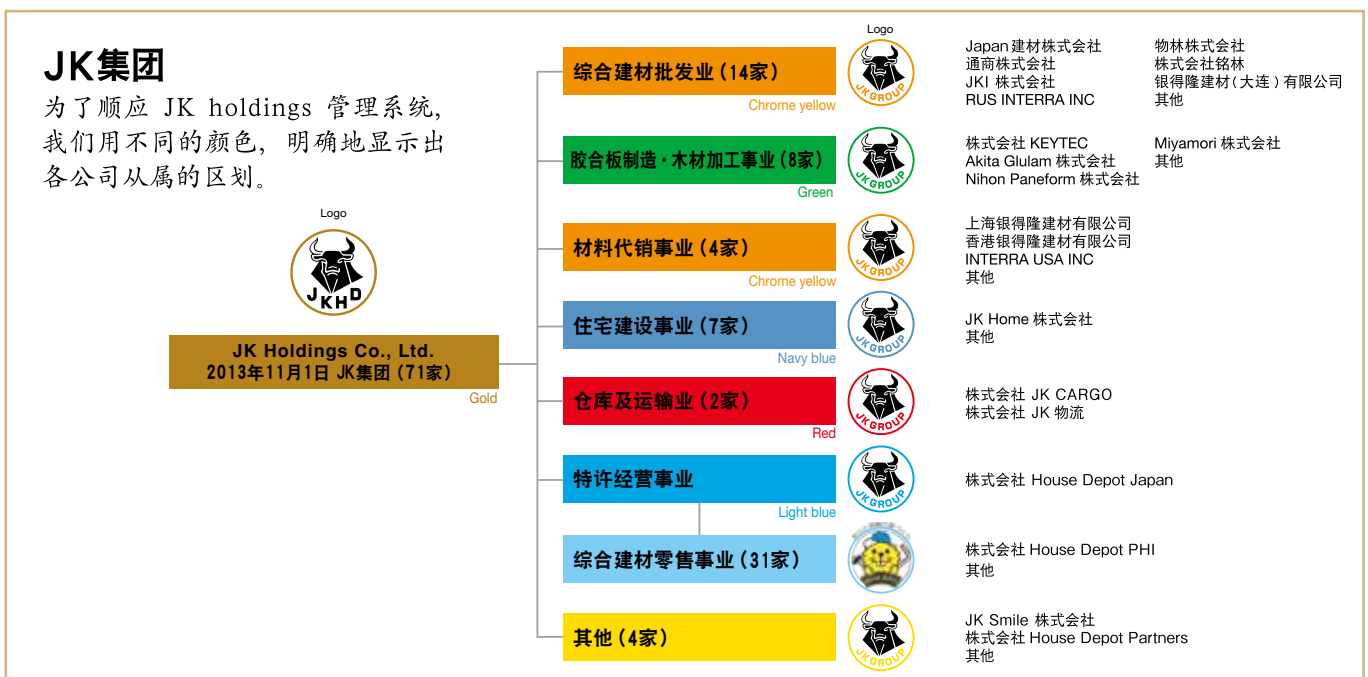 JK集团
为了顺应 JK holdings 管理系统,
我们用不同的颜色, 明确地显示出
各公司从属的区划。
Logo
JKHD
JK Holdings Co., Ltd.
2013年11月1日 JK集团（71家）
Gold
Logo
综合建材批发业（14家）
Chrome yellow
JK GROUP
Japan 建材株式会社
通商株式会社
JKI 株式会社
RUS INTERRA INC
物林株式会社
株式会社铭林
银得隆建材（大连）有限公司
其他
胶合板制造・木材加工事业（8家）
Green
JK GROUP
株式会社 KEYTEC
Akita Glulam 株式会社
Nihon Paneform 株式会社
Miyamori 株式会社
其他
材料代销事业（4家）
Chrome yellow
JK GROUP
上海银得隆建材有限公司
香港银得隆建材有限公司
INTERRA USA INC
其他
住宅建设事业（7家）
Navy blue
JK GROUP
JK Home 株式会社
其他
仓库及运输业（2家）
Red
JK GROUP
株式会社 JK CARGO
株式会社 JK 物流
特许经营事业
Light blue
JK GROUP
株式会社 House Depot Japan
综合建材零售事业（31家）
株式会社 House Depot PHI
其他
其他（4家）
JK GROUP
JK Smile 株式会社
株式会社 House Depot Partners
其他